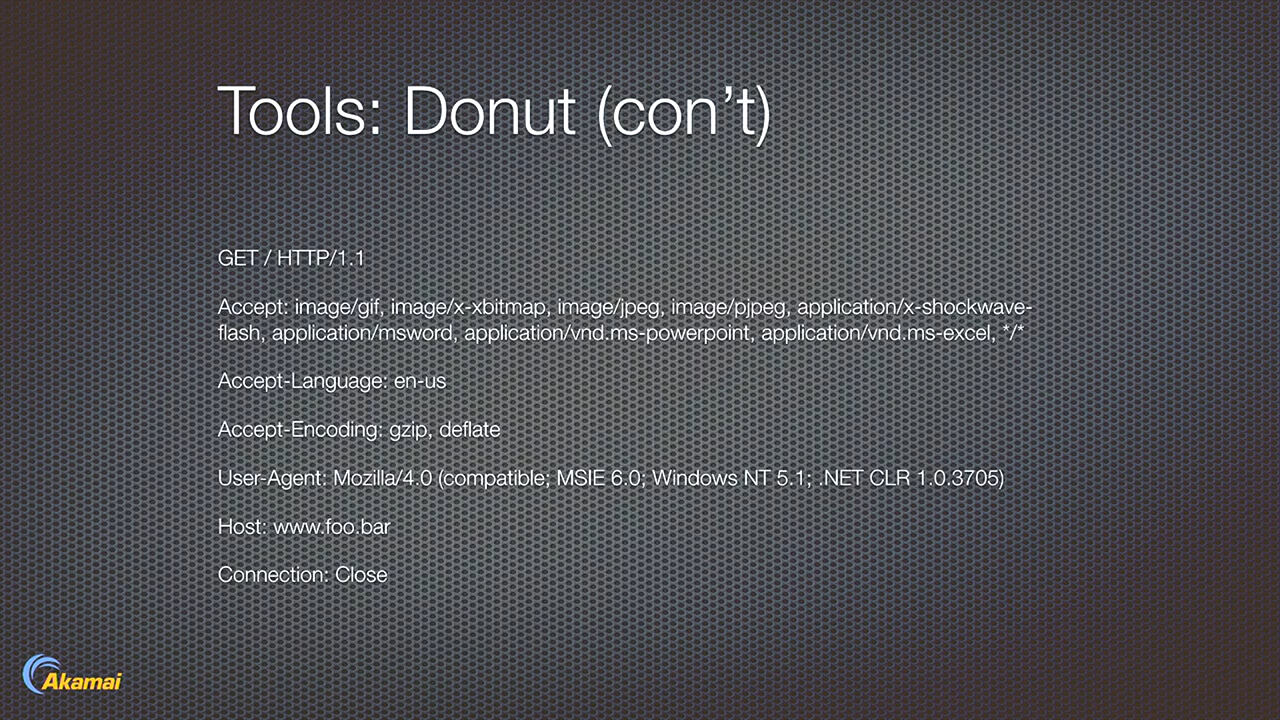 Tools: Donut (con’t)
GET / HTTP/1.1
Accept: image/gif, image/x-xbitmap, image/jpeg, image/pjpeg, application/x-shockwave-
flash, application/msword, application/vnd.ms-powerpoint, application/vnd.ms-excel, */*
Accept-Language: en-us
Accept-Encoding: gzip, deflate
User-Agent: Mozilla/4.0 (compatible; MSIE 6.0; Windows NT 5.1; .NET CLR 1.0.3705)
Host: www.foo.bar
Connection: Close
Akamai